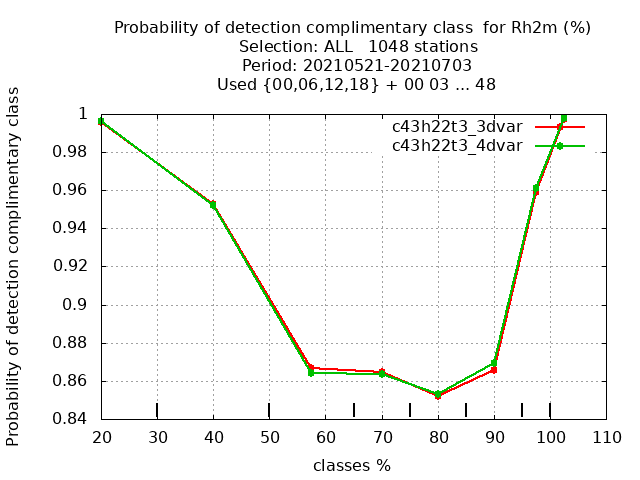 Probability of detection complimentary class  for Rh2m (%)
Selection: ALL   1048 stations
Period: 20210521-20210703
Used {00,06,12,18} + 00 03 ... 48
Probability of detection complimentary class
c43h22t3_3dvar
c43h22t3_4dvar
1
0.98
0.96
0.94
0.92
0.9
0.88
0.86
0.84
20 30 40 50 60 70 80 90 100 110
classes %